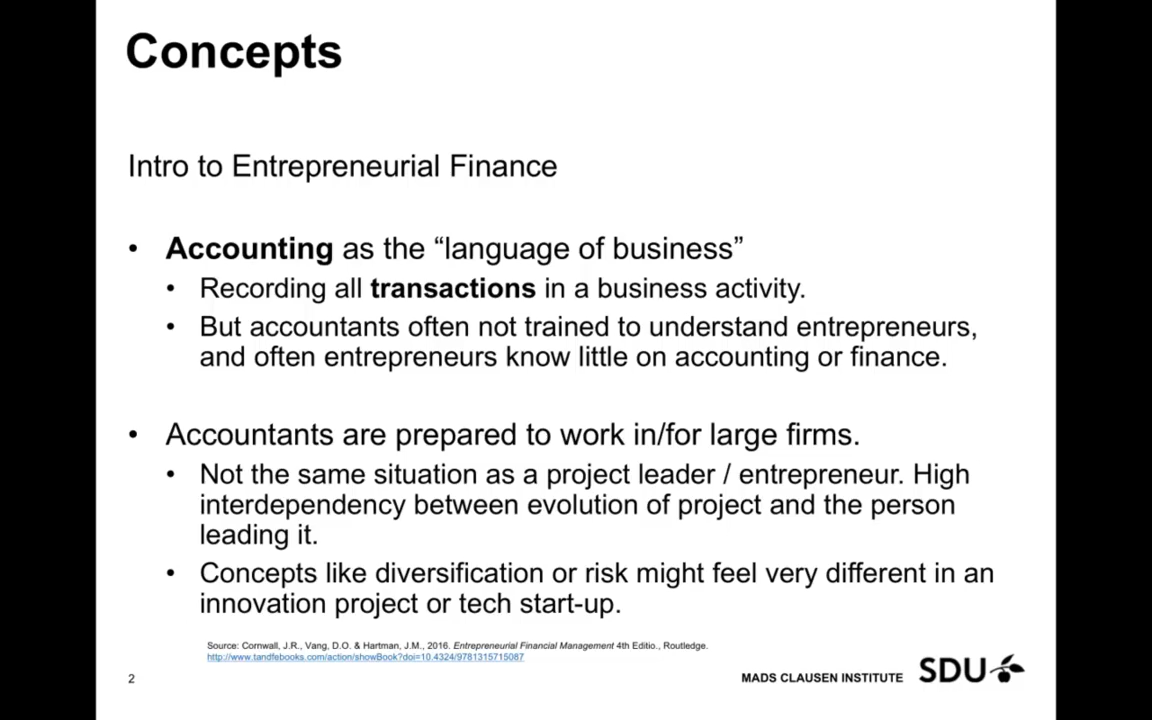 Concepts
Intro to Entrepreneurial Finance
• Accounting as the “language of business”
• Recording all transactions in a business activity.
• But accountants often not trained to understand entrepreneurs,
and often entrepreneurs know little on accounting or finance.
• Accountants are prepared to work in/for large firms.
• Not the same situation as a project leader / entrepreneur. High
interdependency between evolution of project and the person
leading it.
• Concepts like diversification or risk might feel very different in an
innovation project or tech start-up.
Source: Cornwall, J.R., Vang, D.O. & Hartman, J.M., 2016. Entrepreneurial Financial Management 4th Editio., Routledge.
http://www.tandfebooks.com/action/showBook?doi=10.4324/9781315715087
2
MADS CLAUSEN INSTITUTE SDU